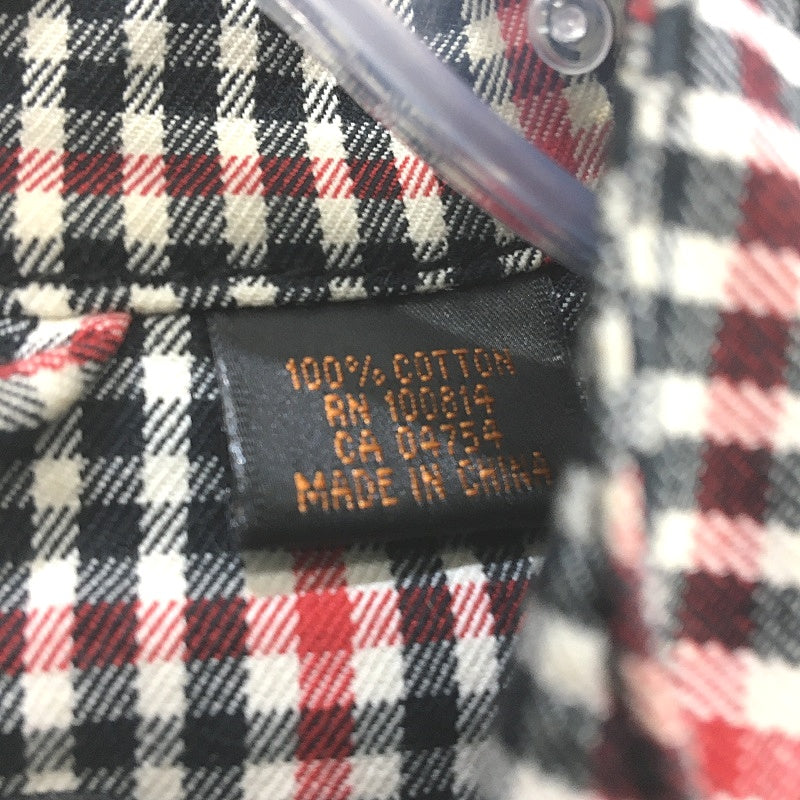 100% COTTON
RN 100814
CA 04754
MADE IN CHINA